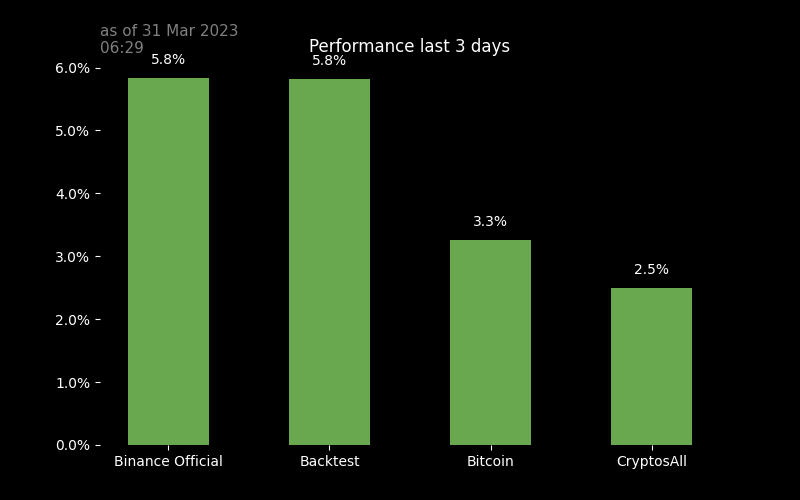 as of 31 Mar 2023
06:29
Performance last 3 days
5.8%
5.8%
3.3%
2.5%
6.0%
5.0%
4.0%
3.0%
2.0%
1.0%
0.0%
Binance Official
Backtest
Bitcoin
CryptosAll